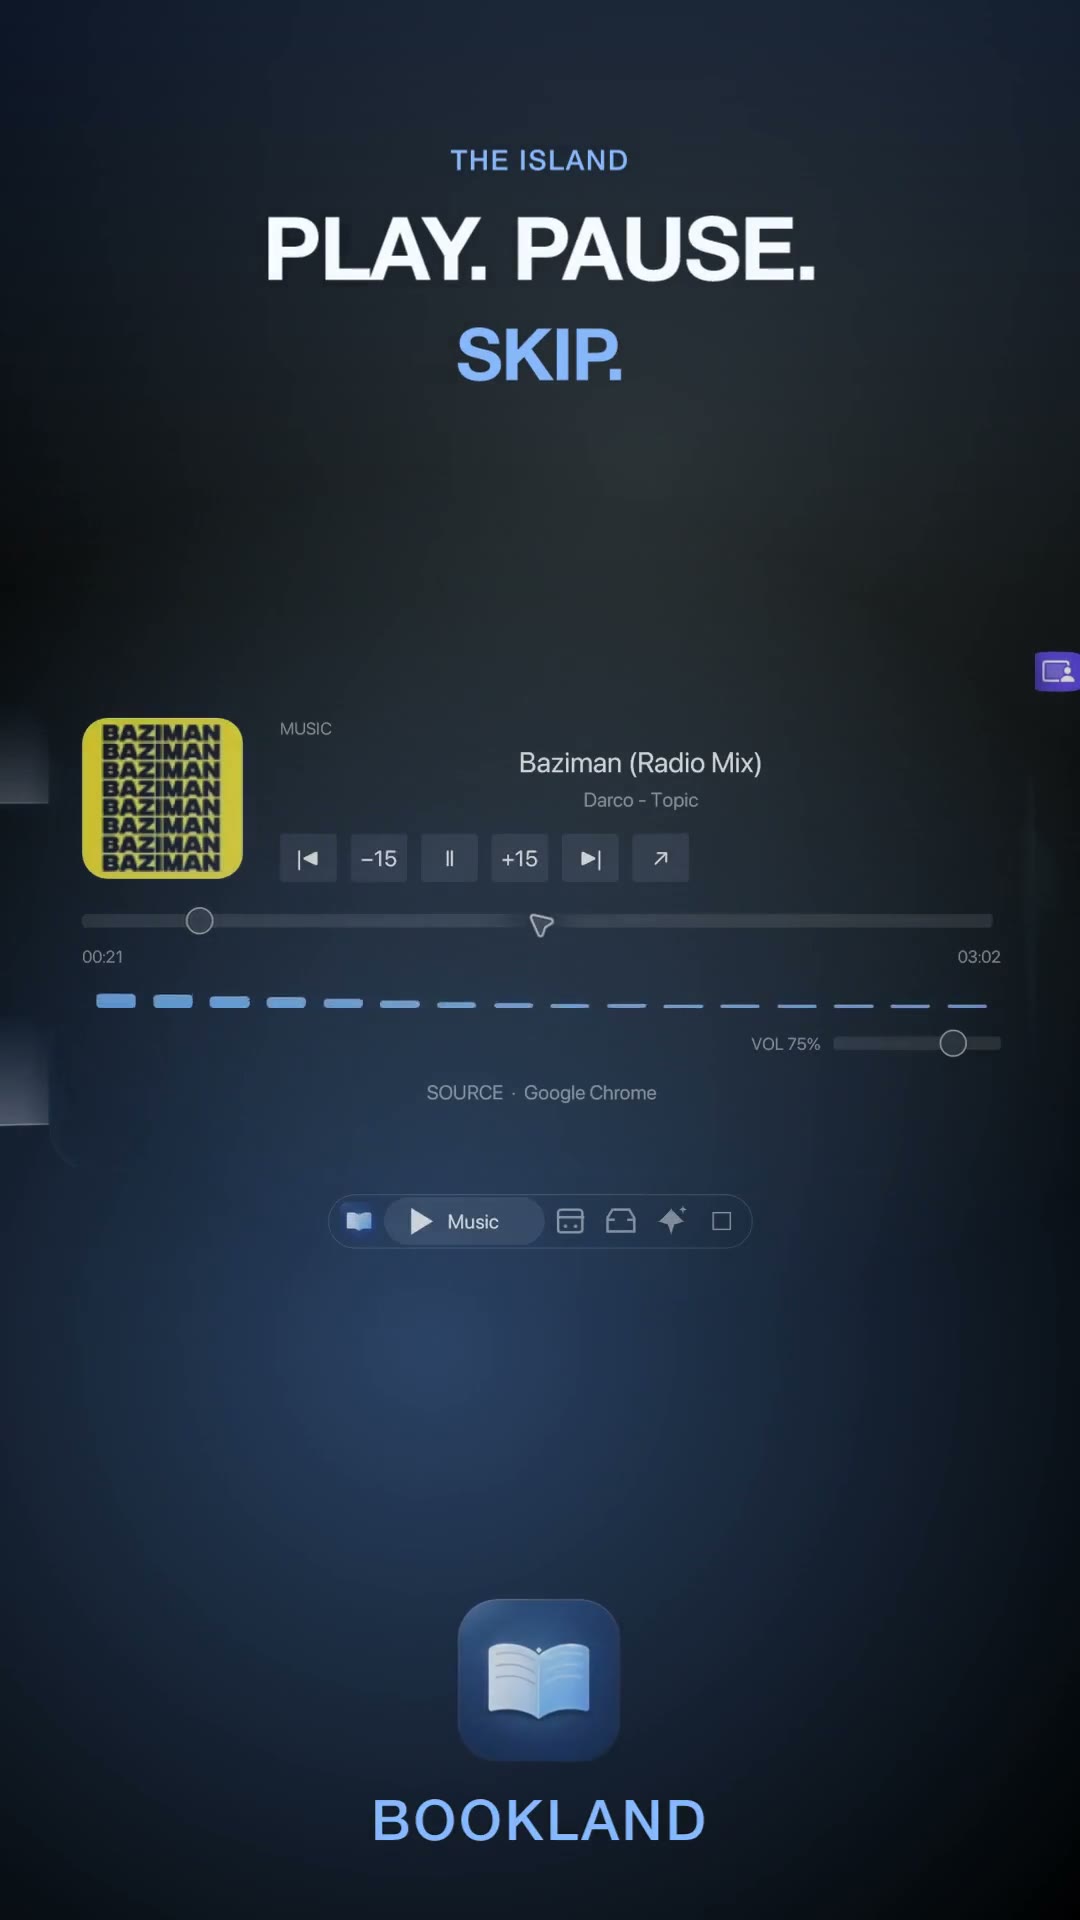 THE ISLAND
PLAY. PAUSE.
SKIP.
BAZIMAN
BAZIMAN
BAZIMAN
BAZIMAN
BAZIMAN
BAZIMAN
BAZIMAN
BAZIMAN
MUSIC
Baziman (Radio Mix)
Darco - Topic
−15
+15
00:21
03:02
VOL 75%
SOURCE · Google Chrome
Music
BOOKLAND